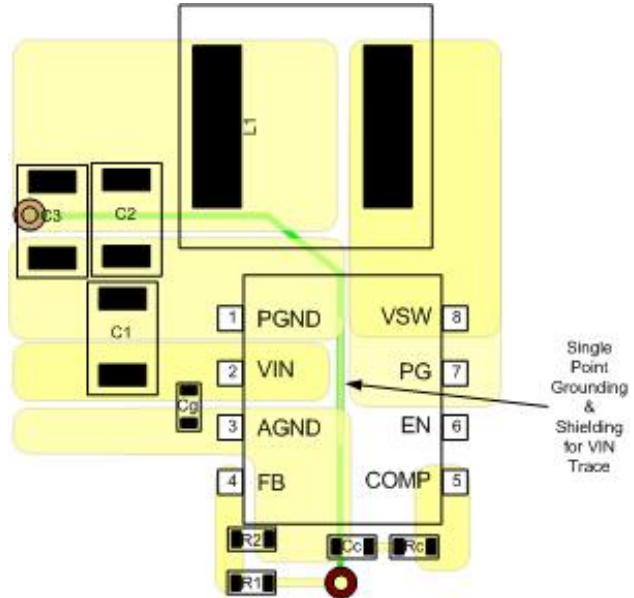 L1
C3
C2
C1
1 PGND VSW 8
2 VIN PG 7
Cg
3 AGND EN 6
4 FB COMP 5
R2
Cc Rc
R1
Single
Point
Grounding
&
Shielding
for VIN
Trace